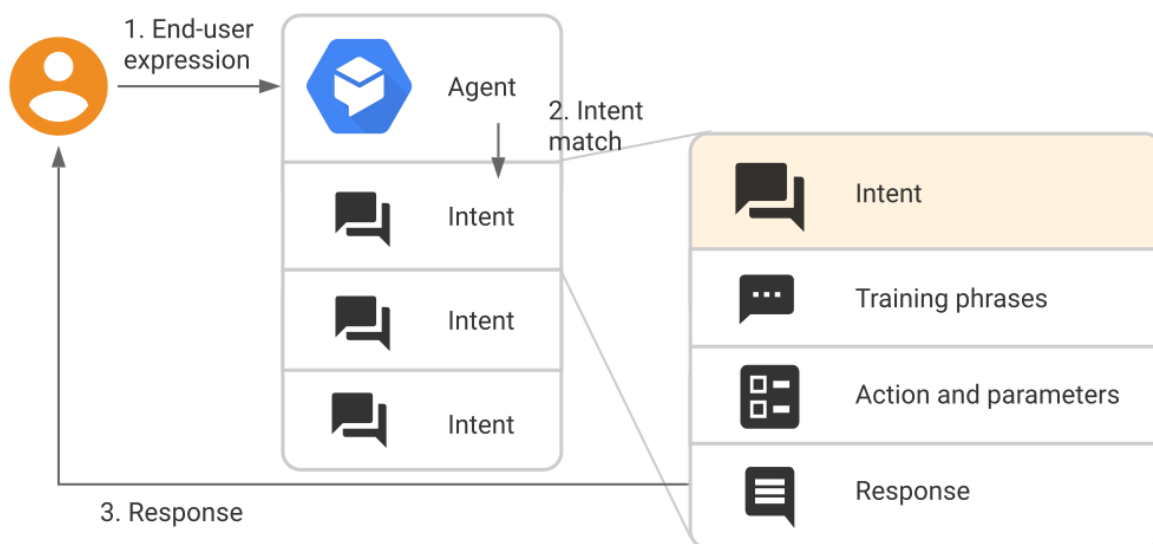 1. End-user
expression
Agent
2. Intent
match
Intent
Intent
Intent
Intent
Training phrases
Action and parameters
Response
3. Response